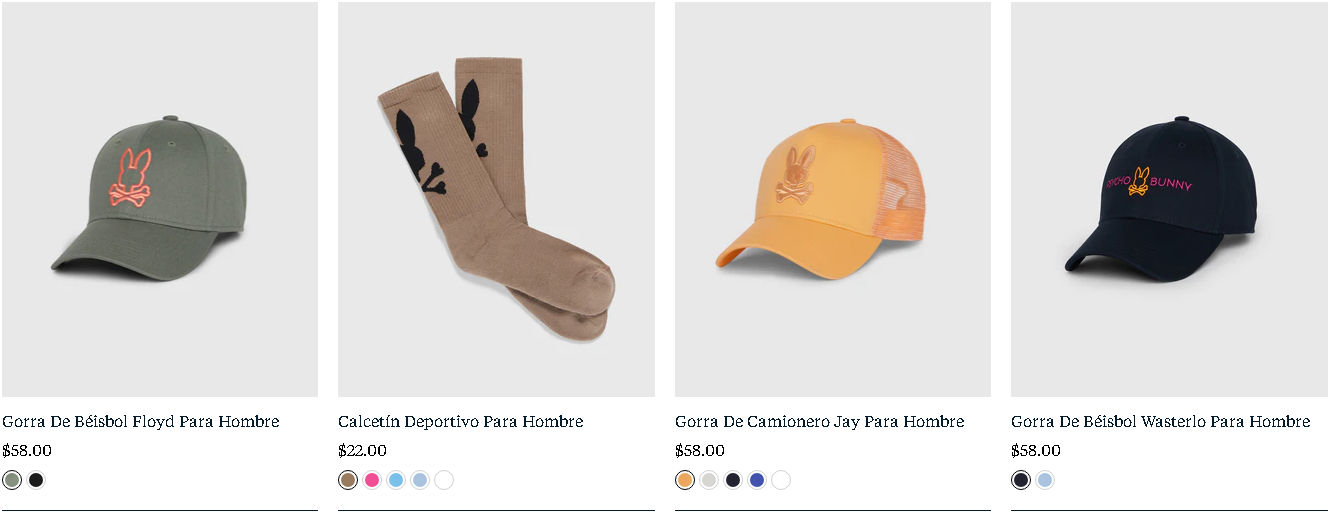 PSYCHO BUNNY
Gorra De Béisbol Floyd Para Hombre
$58.00
Calcetín Deportivo Para Hombre
$22.00
Gorra De Camionero Jay Para Hombre
$58.00
Gorra De Béisbol Wasterlo Para Hombre
$58.00